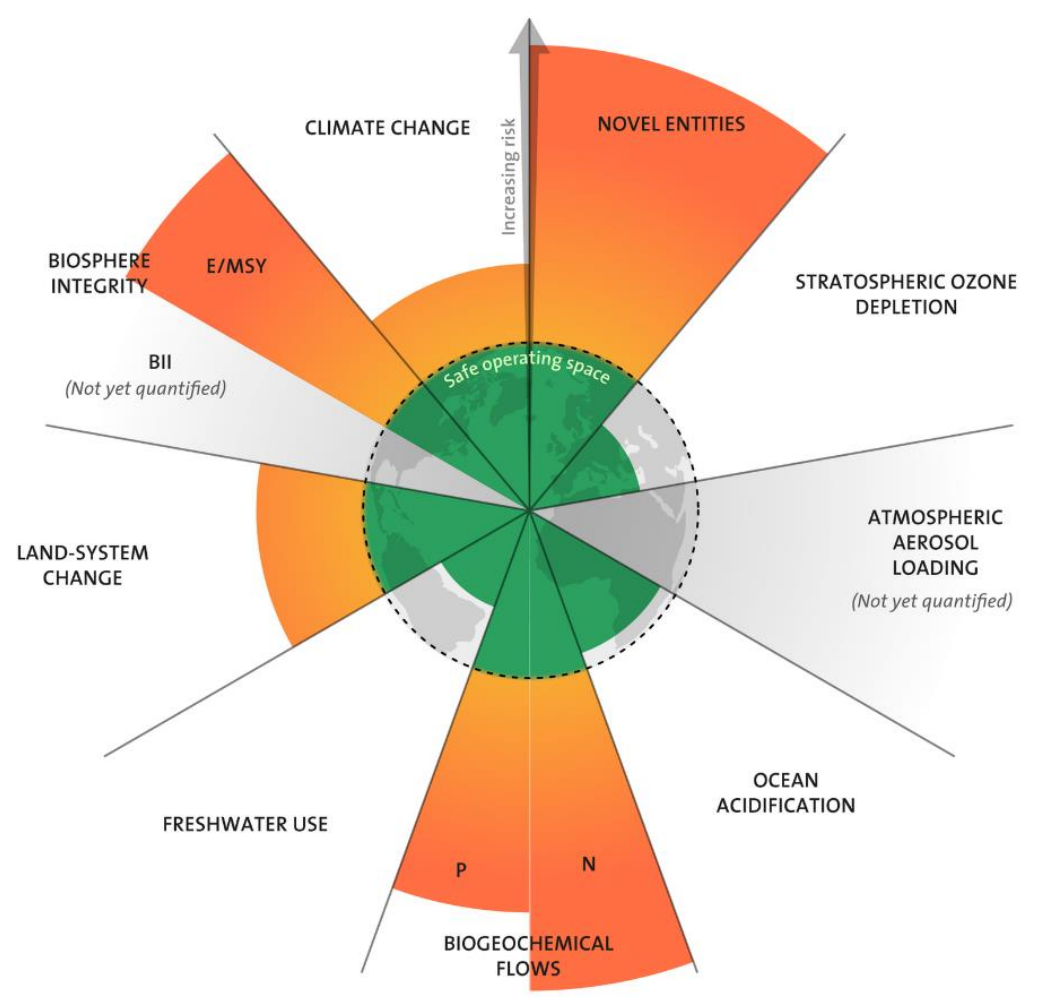 CLIMATE CHANGE
NOVEL ENTITIES
Increasing risk
BIOSPHERE
INTEGRITY
E/MSY
STRATOSPHERIC OZONE
DEPLETION
BII
(Not yet quantified)
Safe operating space
LAND-SYSTEM
CHANGE
ATMOSPHERIC
AEROSOL
LOADING
(Not yet quantified)
FRESHWATER USE
OCEAN
ACIDIFICATION
P
N
BIOGEOCHEMICAL
FLOWS